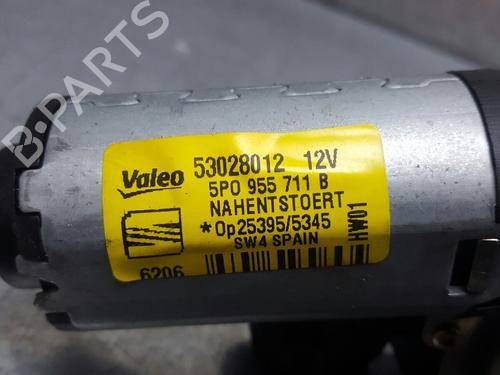 B-PARTS
Valeo 53028012 12V
5P0 955 711 B
NAHENTSTOERT
*Op25395/5345
SW4 SPAIN
6206
HW01